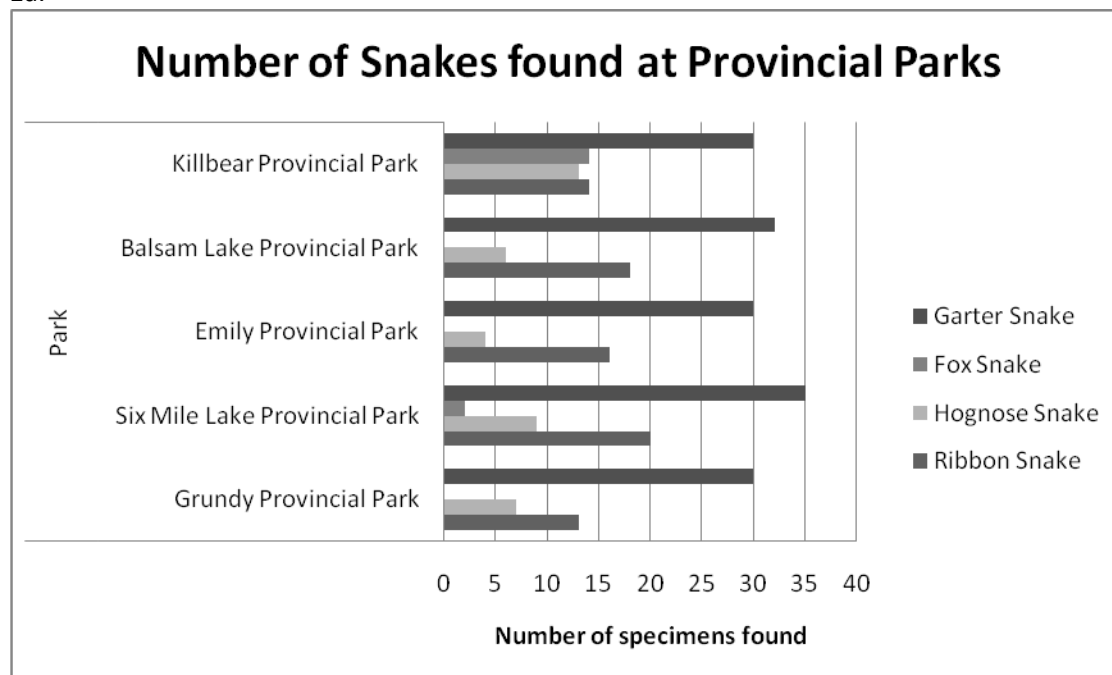 Number of Snakes found at Provincial Parks
Killbear Provincial Park
Balsam Lake Provincial Park
Emily Provincial Park
Six Mile Lake Provincial Park
Grundy Provincial Park
Park
Garter Snake
Fox Snake
Hognose Snake
Ribbon Snake
0 5 10 15 20 25 30 35 40
Number of specimens found